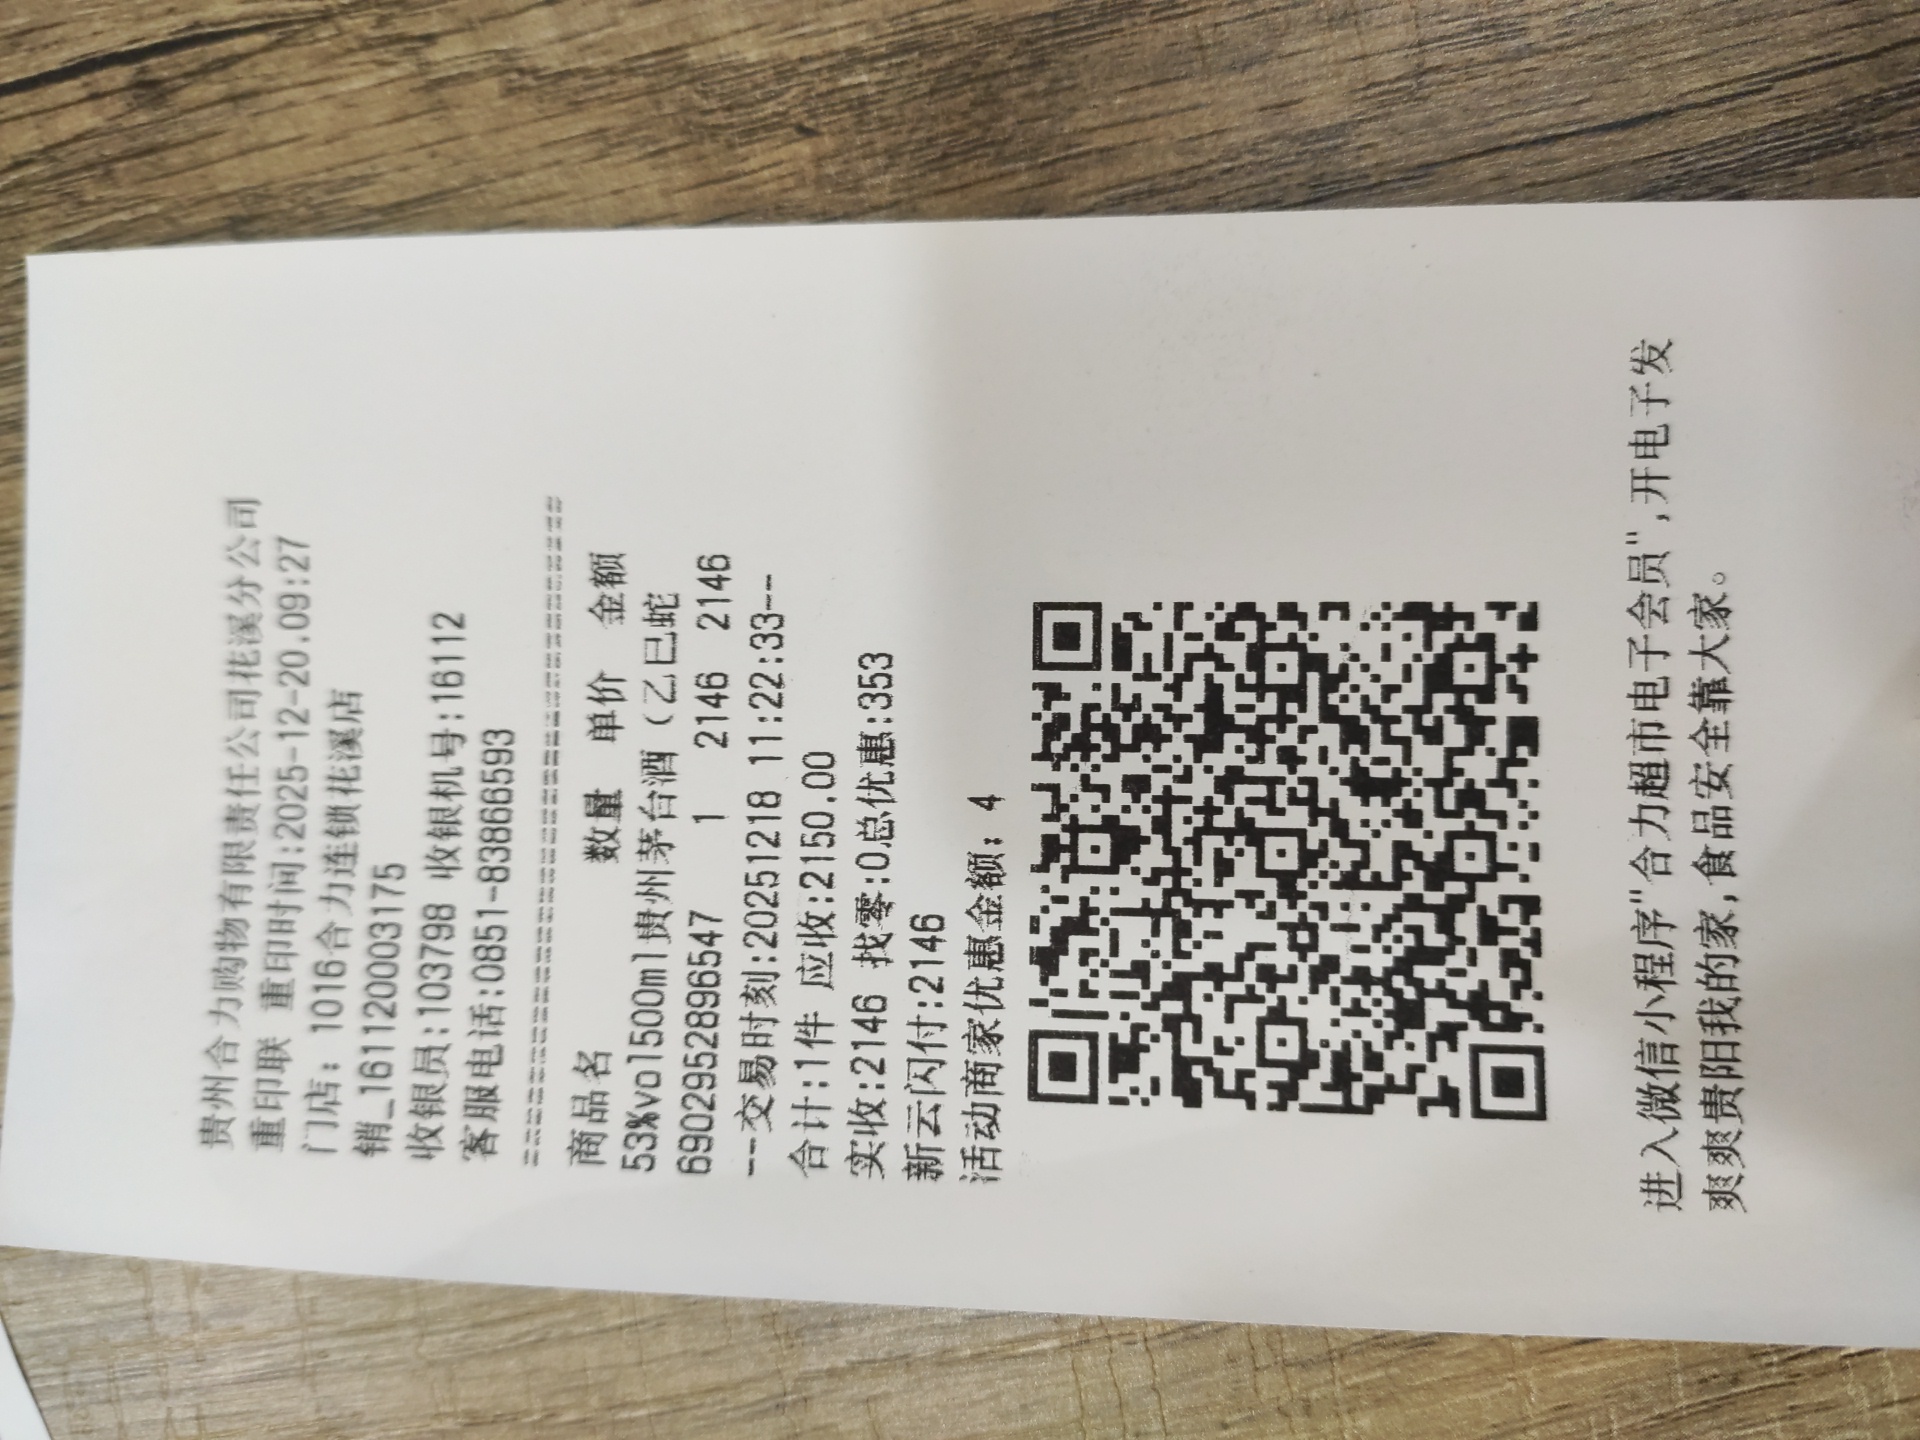 贵州合力购物有限责任公司花溪分公司
重印联 重印时间:2025-12-20.09:27
门店: 1016合力连锁花溪店
销_161120003175
收银员:103798 收银机号:16112
客服电话:0851-83866593
================================
商品名 数量 单价 金额
53%vol500ml贵州茅台酒（乙巳蛇
6902952896547 1 2146 2146
--交易时刻:20251218 11:22:33--
合计:1件 应收:2150.00
实收:2146 找零:0总优惠:353
新云闪付:2146
活动商家优惠金额: 4
进入微信小程序"合力超市电子会员",开电子发
爽爽贵阳我的家,食品安全靠大家。